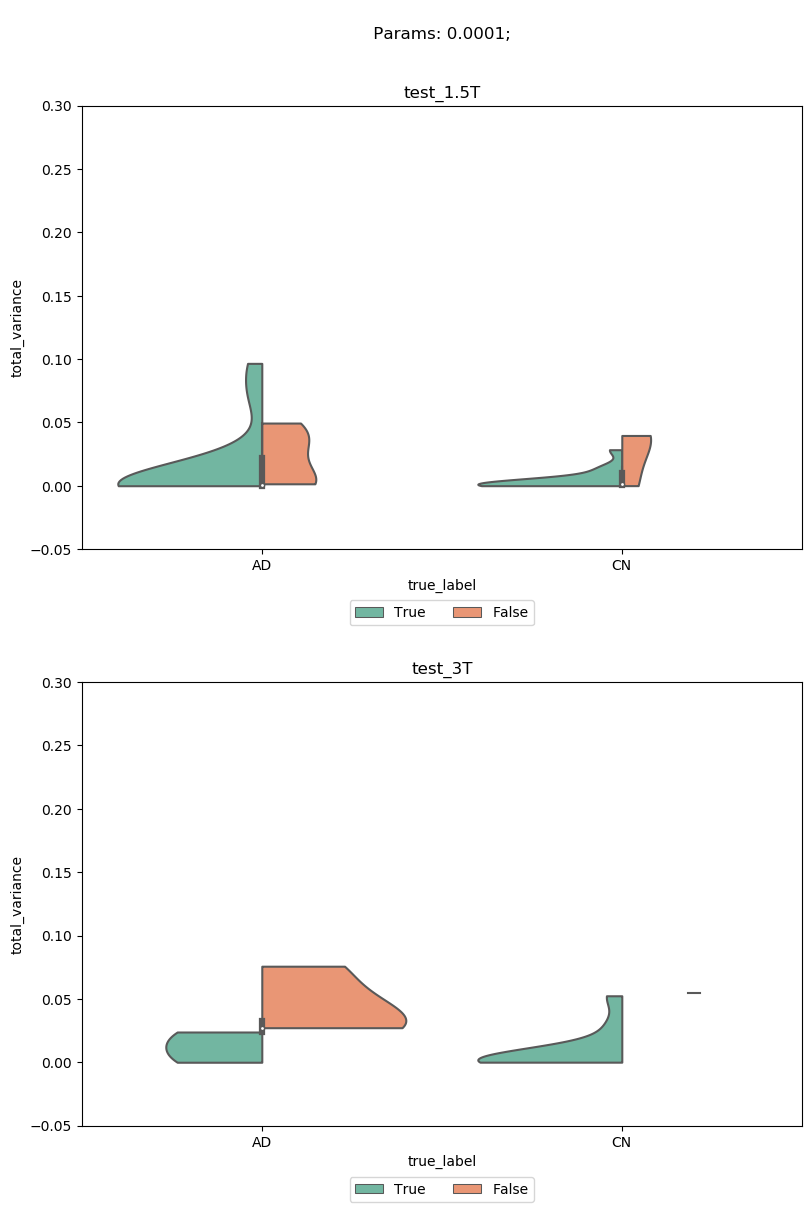 Params: 0.0001;
test_1.5T
0.30
0.25
0.20
0.15
0.10
0.05
0.00
−0.05
total_variance
AD CN
true_label
True False
test_3T
0.30
0.25
0.20
0.15
0.10
0.05
0.00
−0.05
total_variance
AD CN
true_label
True False